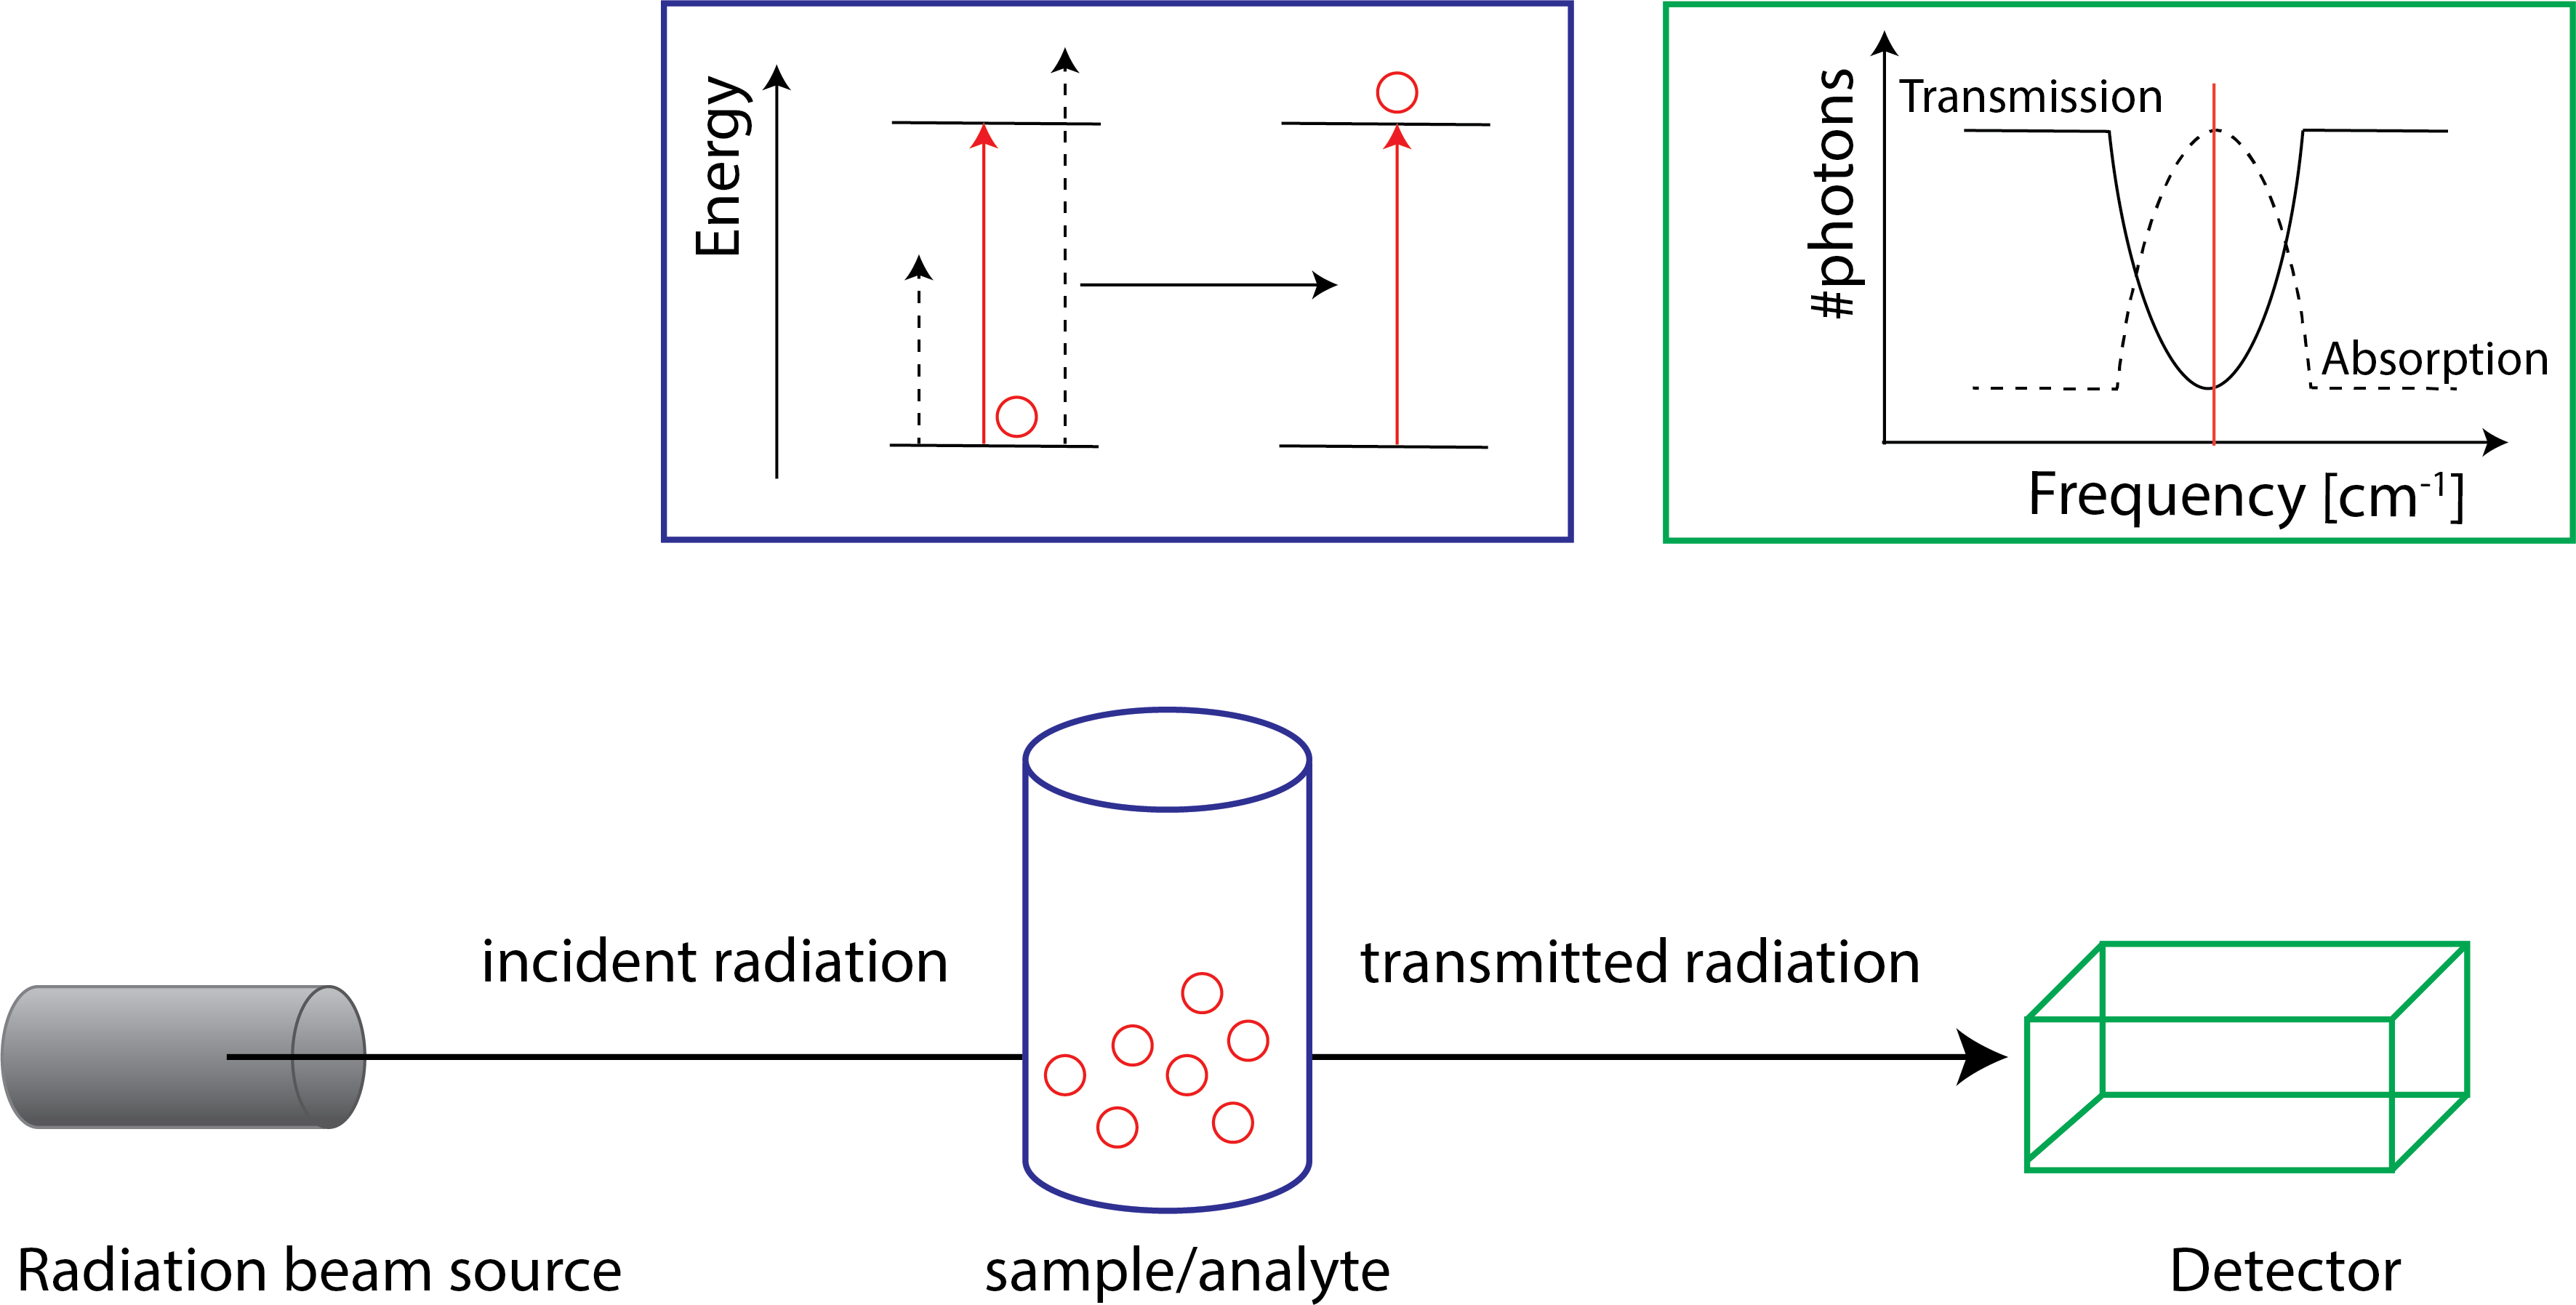 Energy
#photons
Transmission
Absorption
Frequency [cm⁻¹]
incident radiation
transmitted radiation
Radiation beam source
sample/analyte
Detector